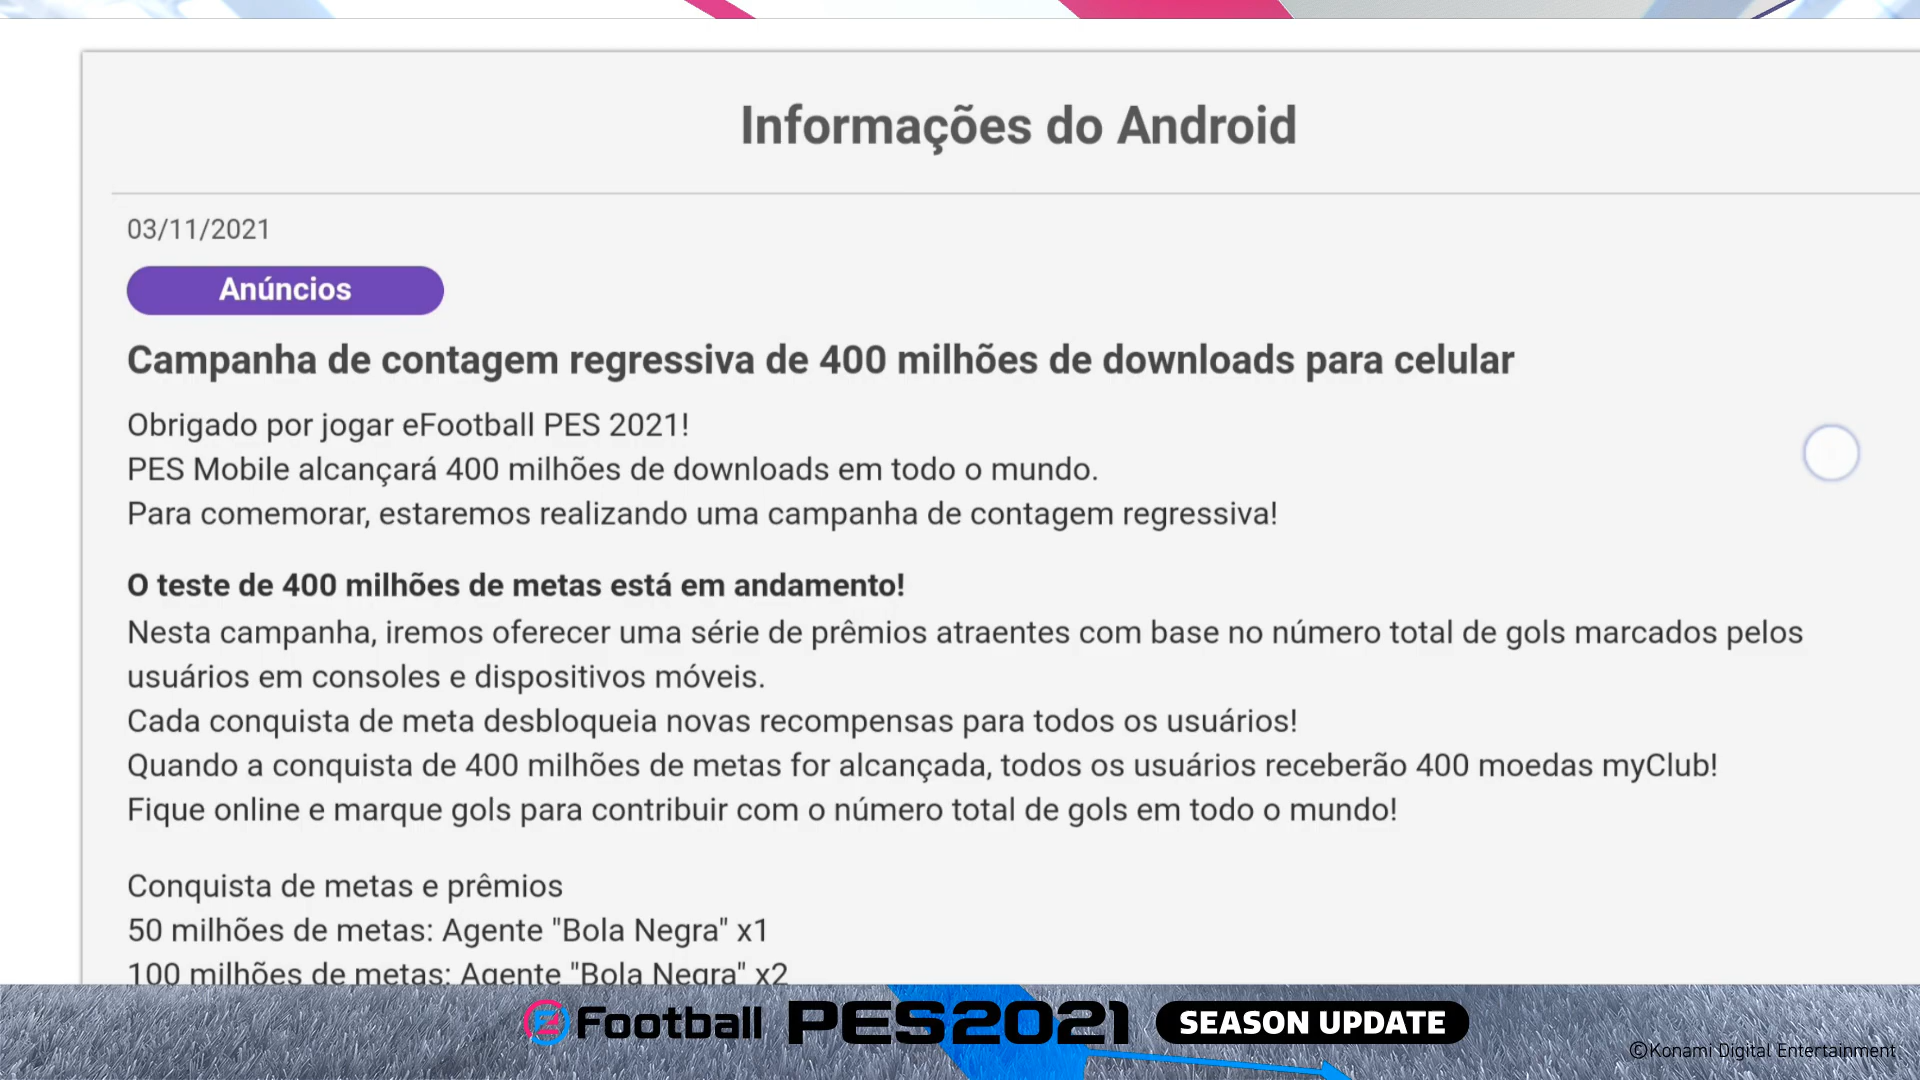 Informações do Android
03/11/2021
Anúncios
Campanha de contagem regressiva de 400 milhões de downloads para celular
Obrigado por jogar eFootball PES 2021!
PES Mobile alcançará 400 milhões de downloads em todo o mundo.
Para comemorar, estaremos realizando uma campanha de contagem regressiva!
O teste de 400 milhões de metas está em andamento!
Nesta campanha, iremos oferecer uma série de prêmios atraentes com base no número total de gols marcados pelos
usuários em consoles e dispositivos móveis.
Cada conquista de meta desbloqueia novas recompensas para todos os usuários!
Quando a conquista de 400 milhões de metas for alcançada, todos os usuários receberão 400 moedas myClub!
Fique online e marque gols para contribuir com o número total de gols em todo o mundo!
Conquista de metas e prêmios
50 milhões de metas: Agente "Bola Negra" x1
100 milhões de metas: Agente "Bola Negra" x2
eFootball PES2021 SEASON UPDATE
©Konami Digital Entertainment